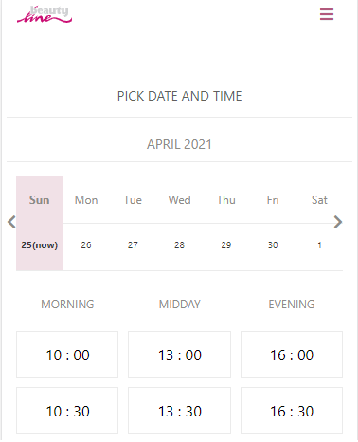 beauty
line
PICK DATE AND TIME
APRIL 2021
Sun Mon Tue Wed Thu Fri Sat
25(now) 26 27 28 29 30 1
MORNING MIDDAY EVENING
10 : 00 13 : 00 16 : 00
10 : 30 13 : 30 16 : 30